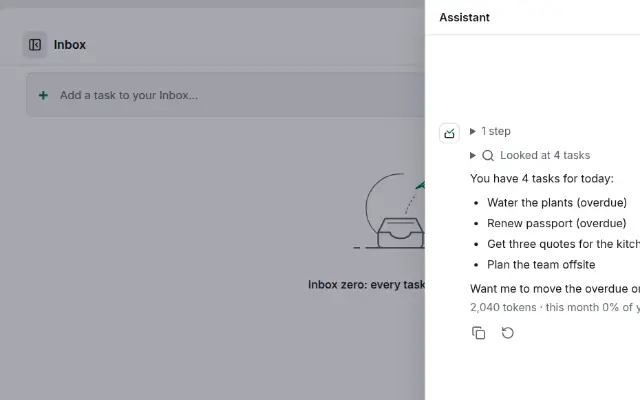 Inbox
Add a task to your Inbox...
Inbox zero: every task
Assistant
1 step
Looked at 4 tasks
You have 4 tasks for today:
• Water the plants (overdue)
• Renew passport (overdue)
• Get three quotes for the kitch
• Plan the team offsite
Want me to move the overdue
2,040 tokens · this month 0% of